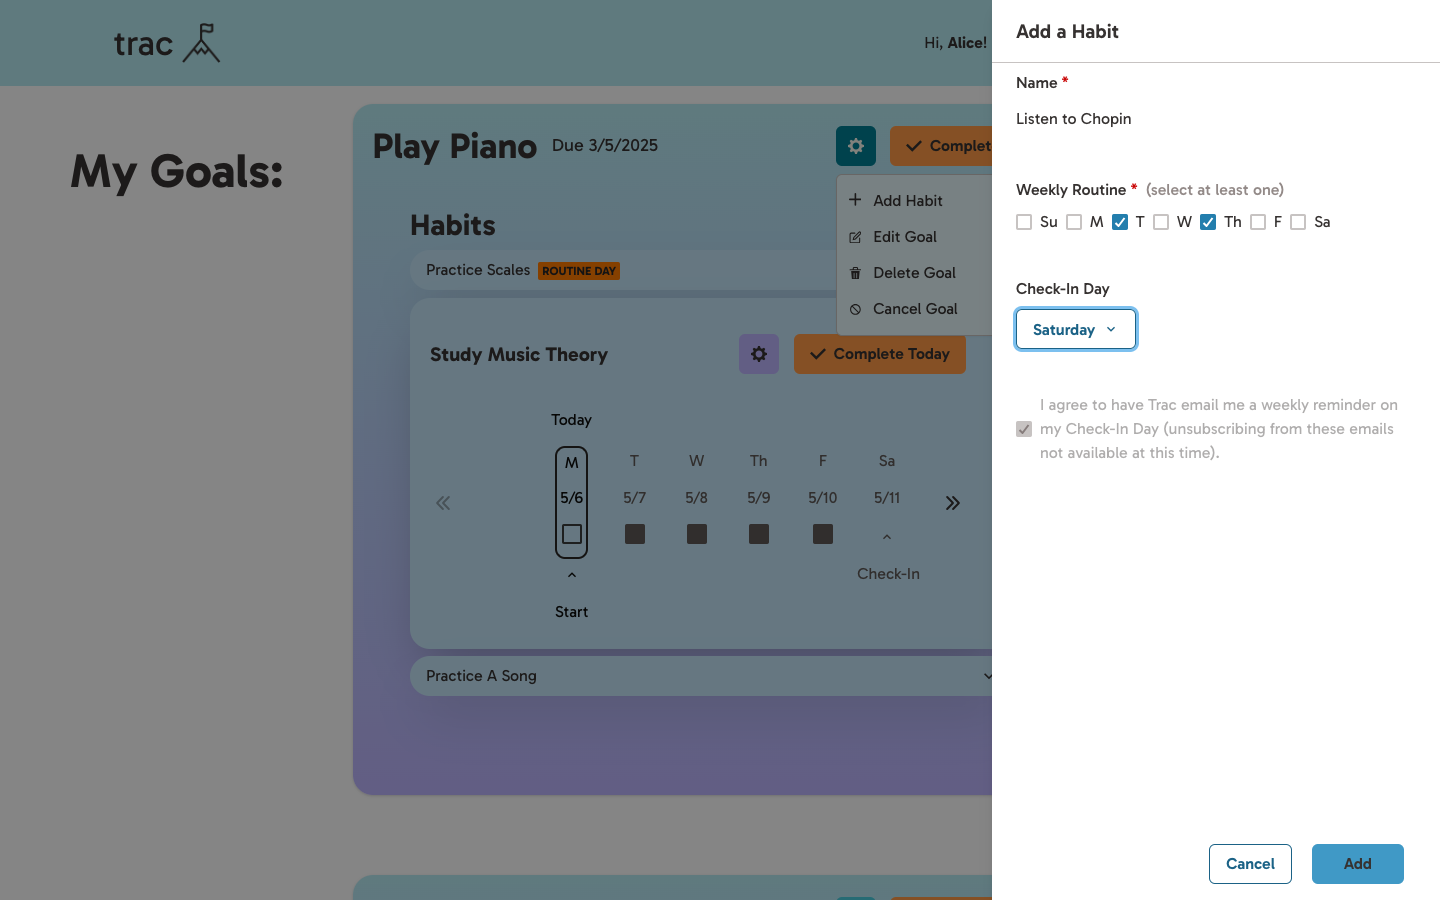 trac
Hi, Alice!
My Goals:
Play Piano Due 3/5/2025
Complet
Add Habit
Edit Goal
Delete Goal
Cancel Goal
Habits
Practice Scales ROUTINE DAY
Study Music Theory
Complete Today
Today
M T W Th F Sa
5/6 5/7 5/8 5/9 5/10 5/11
Check-In
Start
Practice A Song
Add a Habit
Name *
Listen to Chopin
Weekly Routine * (select at least one)
Su M T W Th F Sa
Check-In Day
Saturday
I agree to have Trac email me a weekly reminder on
my Check-In Day (unsubscribing from these emails
not available at this time).
Cancel Add